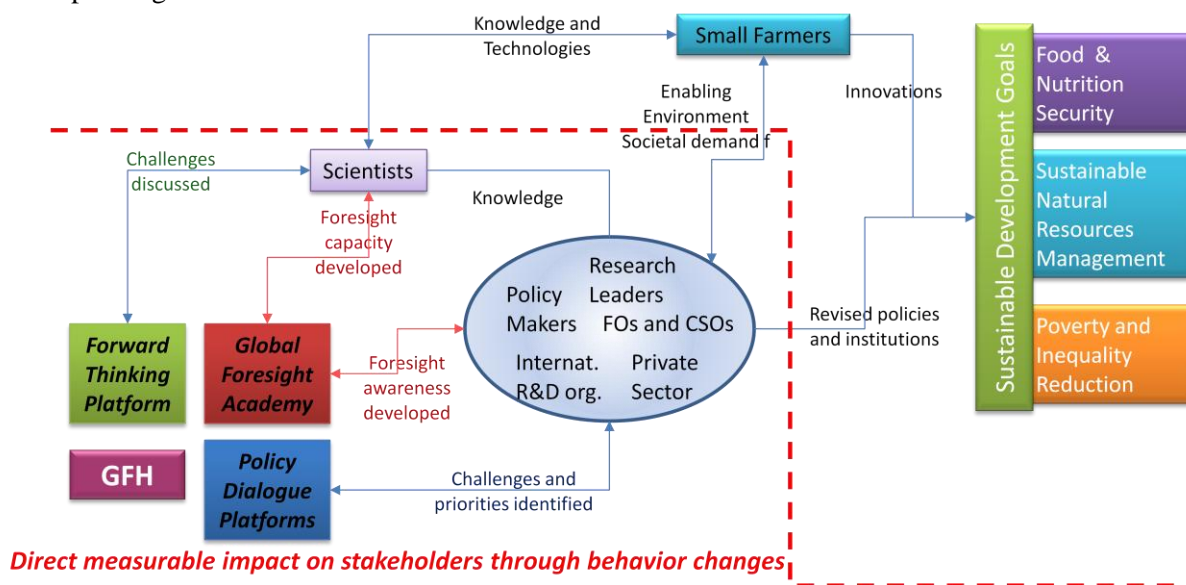 Knowledge and
Technologies
Small Farmers
Enabling
Environment
Societal demand f
Innovations
Challenges
discussed
Scientists
Knowledge
Foresight
capacity
developed
Research
Policy Leaders
Makers FOs and CSOs
Internat. Private
R&D org. Sector
Revised policies
and institutions
Forward
Thinking
Platform
Global
Foresight
Academy
Foresight
awareness
developed
GFH
Policy
Dialogue
Platforms
Challenges and
priorities identified
Direct measurable impact on stakeholders through behavior changes
Sustainable Development Goals
Food &
Nutrition
Security
Sustainable
Natural
Resources
Management
Poverty and
Inequality
Reduction